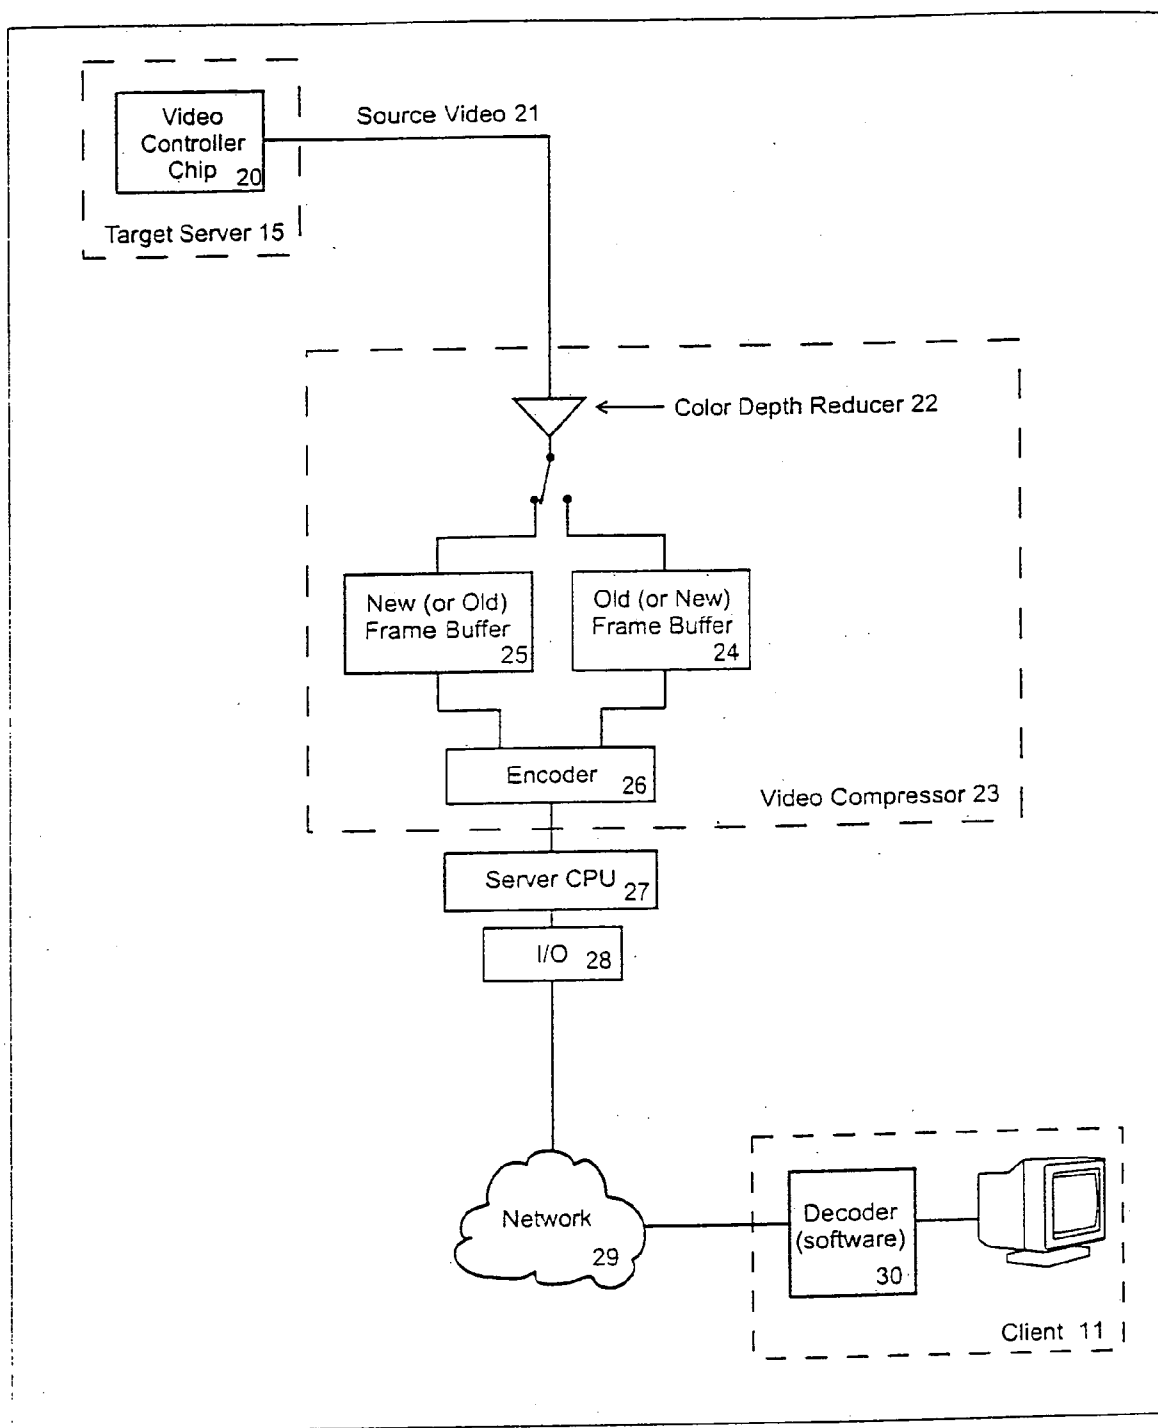 Video
Controller
Chip 20
Source Video 21
Target Server 15
Color Depth Reducer 22
New (or Old)
Frame Buffer
25
Old (or New)
Frame Buffer
24
Encoder 26
Video Compressor 23
Server CPU 27
I/O 28
Network
29
Decoder
(software)
30
Client 11